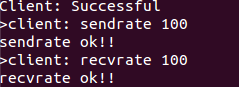 Client: Successful
>client: sendrate 100
sendrate ok!!
>client: recvrate 100
recvrate ok!!